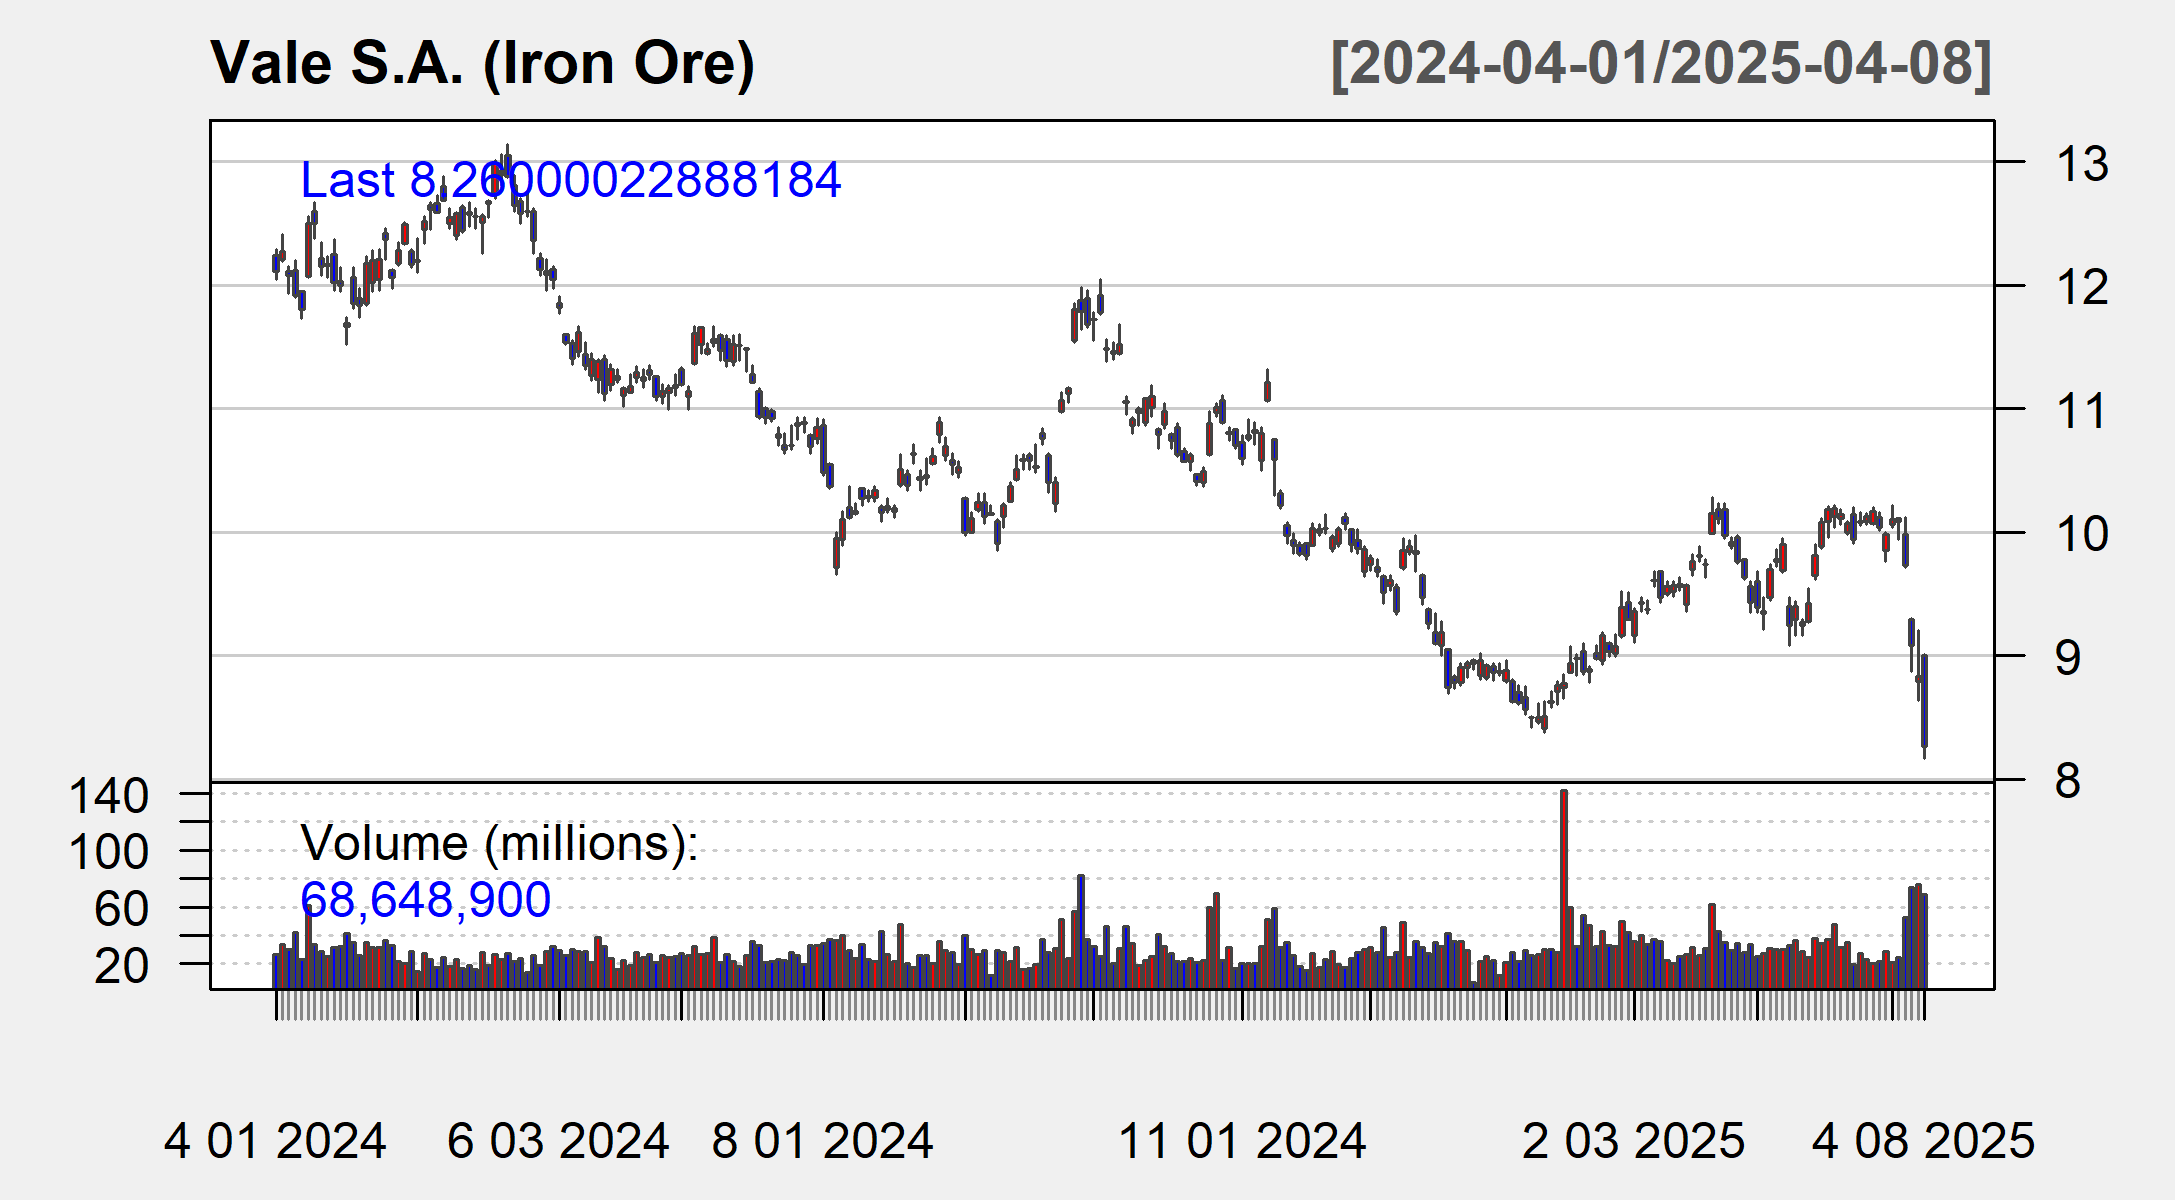 Vale S.A. (Iron Ore)
[2024-04-01/2025-04-08]
Last 8.26000022888184
13
12
11
10
9
8
Volume (millions):
68,648,900
140
100
60
20
4 01 2024
6 03 2024
8 01 2024
11 01 2024
2 03 2025
4 08 2025